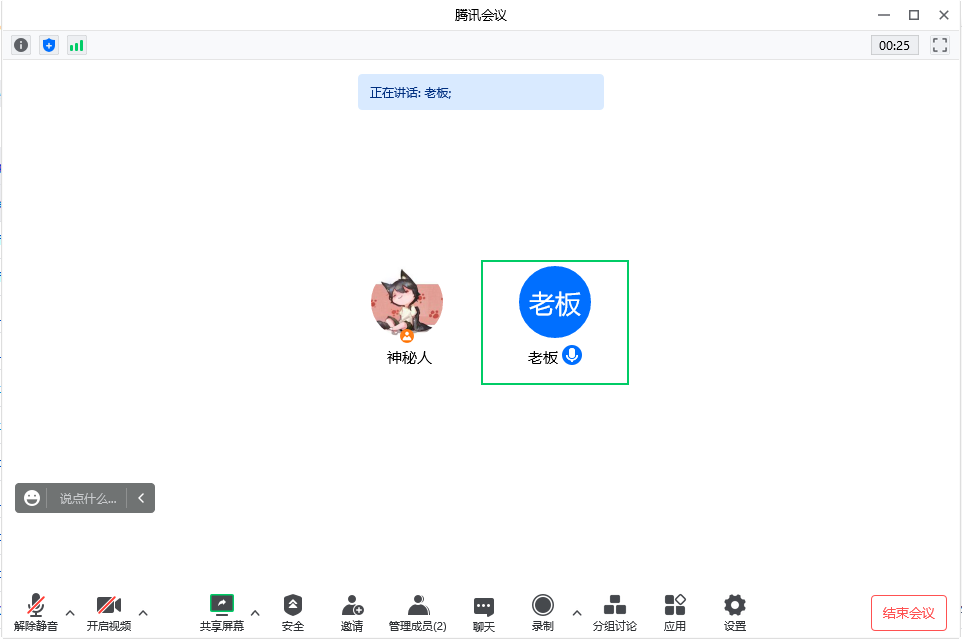 腾讯会议
00:25
正在讲话: 老板;
老板
神秘人
老板
说点什么...
解除静音
开启视频
共享屏幕
安全
邀请
管理成员(2)
聊天
录制
分组讨论
应用
设置
结束会议